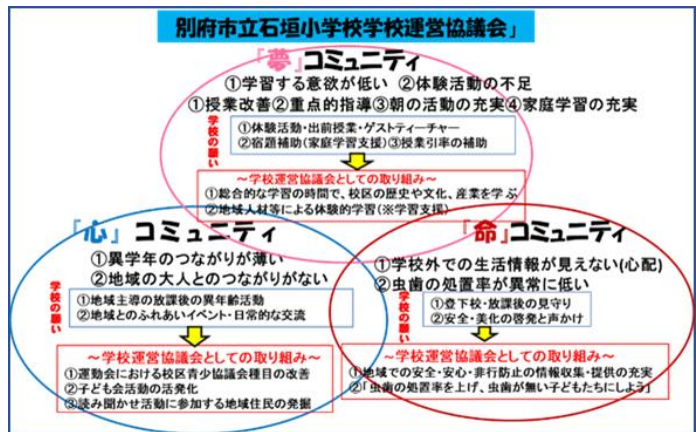 別府市立石垣小学校学校運営協議会」
「夢」コミュニティ
①学習する意欲が低い ②体験活動の不足
①授業改善②重点的指導③朝の活動の充実④家庭学習の充実
学校の願い
①体験活動・出前授業・ゲストティーチャー
②宿題補助(家庭学習支援)③授業引率の補助
～学校運営協議会としての取り組み～
①総合的な学習の時間で、校区の歴史や文化、産業を学ぶ
②地域人材等による体験的学習(※学習支援)
「心」コミュニティ
①異学年のつながりが薄い
②地域の大人とのつながりがない
学校の願い
①地域主導の放課後の異年齢活動
②地域とのふれあいイベント・日常的な交流
～学校運営協議会としての取り組み～
①運動会における校区青少協議会種目の改善
②子ども会活動の活発化
③読み聞かせ活動に参加する地域住民の発掘
「命」コミュニティ
①学校外での生活情報が見えない(心配)
②虫歯の処置率が異常に低い
学校の願い
①登下校・放課後の見守り
②安全・美化の啓発と声かけ
～学校運営協議会としての取り組み～
①地域での安全・安心・非行防止の情報収集・提供の充実
②「虫歯の処置率を上げ、虫歯が無い子どもたちにしよう」